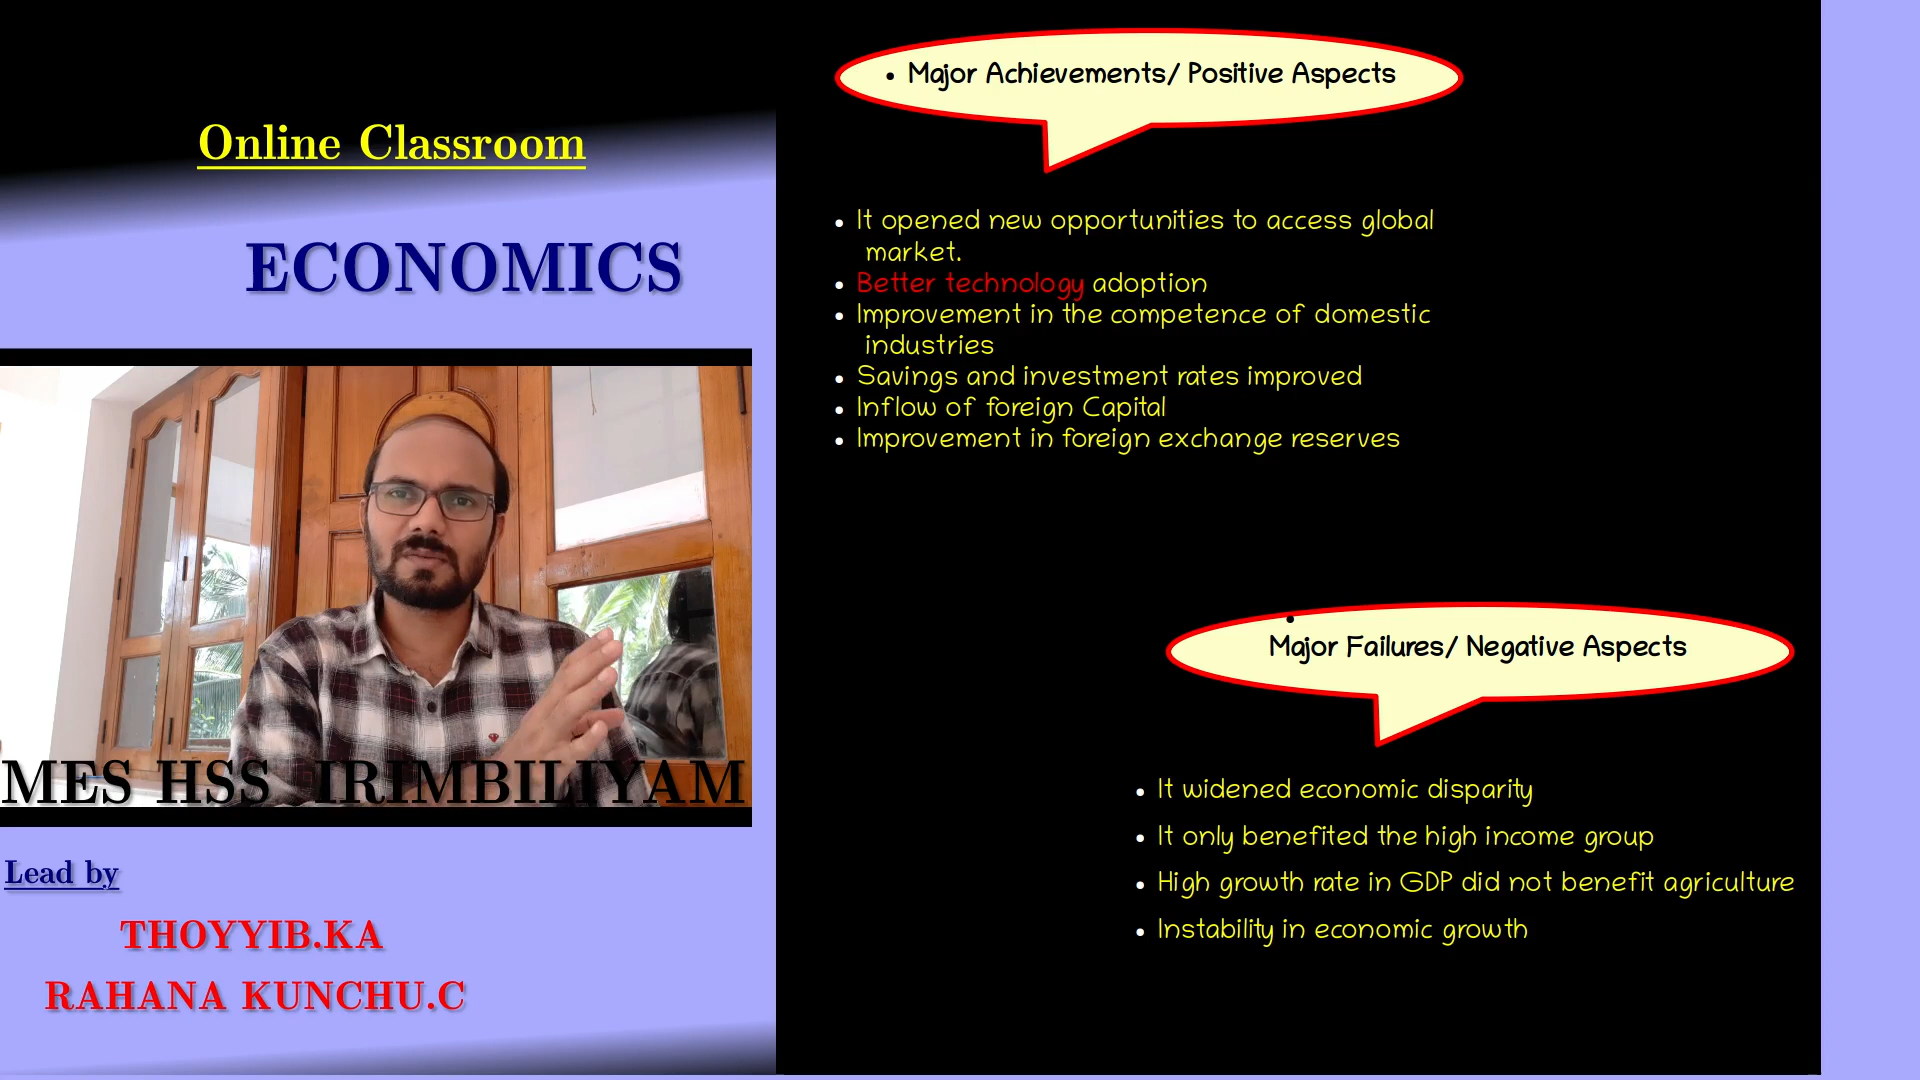 Online Classroom
ECONOMICS
MES HSS IRIMBILIYAM
Lead by
THOYYIB.KA
RAHANA KUNCHU.C
• Major Achievements/ Positive Aspects
• It opened new opportunities to access global
market.
• Better technology adoption
• Improvement in the competence of domestic
industries
• Savings and investment rates improved
• Inflow of foreign Capital
• Improvement in foreign exchange reserves
•
Major Failures/ Negative Aspects
• It widened economic disparity
• It only benefited the high income group
• High growth rate in GDP did not benefit agriculture
• Instability in economic growth